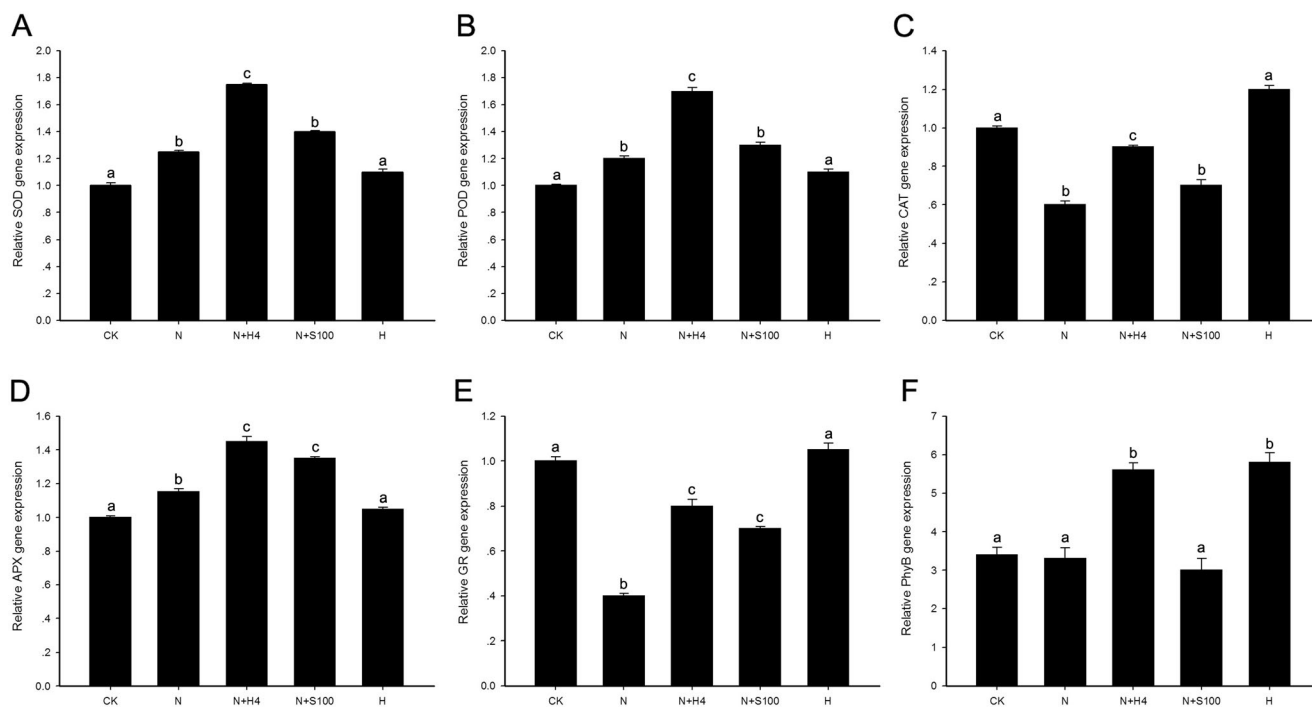 A
Relative SOD gene expression
2.0
1.8
1.6
1.4
1.2
1.0
.8
.6
.4
.2
0.0
a
b
c
b
a
CK N N+H4 N+S100 H
B
Relative POD gene expression
2.0
1.8
1.6
1.4
1.2
1.0
.8
.6
.4
.2
0.0
a
b
c
b
a
CK N N+H4 N+S100 H
C
Relative CAT gene expression
1.4
1.2
1.0
.8
.6
.4
.2
0.0
a
b
c
b
a
CK N N+H4 N+S100 H
D
Relative APX gene expression
1.6
1.4
1.2
1.0
.8
.6
.4
.2
0.0
a
b
c
c
a
CK N N+H4 N+S100 H
E
Relative GR gene expression
1.2
1.0
.8
.6
.4
.2
0.0
a
b
c
c
a
CK N N+H4 N+S100 H
F
Relative PhyB gene expression
7
6
5
4
3
2
1
0
a
a
b
a
b
CK N N+H4 N+S100 H